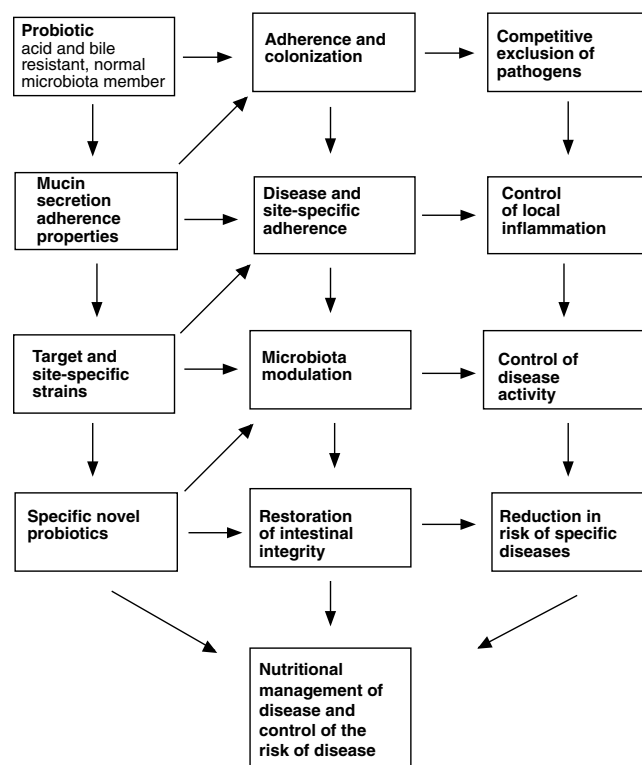 Probiotic
acid and bile
resistant, normal
microbiota member
Adherence and
colonization
Competitive
exclusion of
pathogens
Mucin
secretion
adherence
properties
Disease and
site-specific
adherence
Control
of local
inflammation
Target and
site-specific
strains
Microbiota
modulation
Control of
disease
activity
Specific novel
probiotics
Restoration
of intestinal
integrity
Reduction in
risk of specific
diseases
Nutritional
management of
disease and
control of the
risk of disease